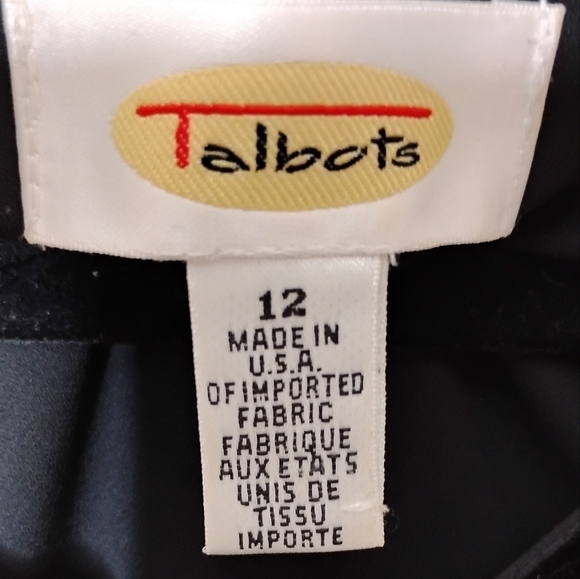 Talbots
12
MADE IN
U.S.A.
OF IMPORTED
FABRIC
FABRIQUE
AUX ETATS
UNIS DE
TISSU
IMPORTE